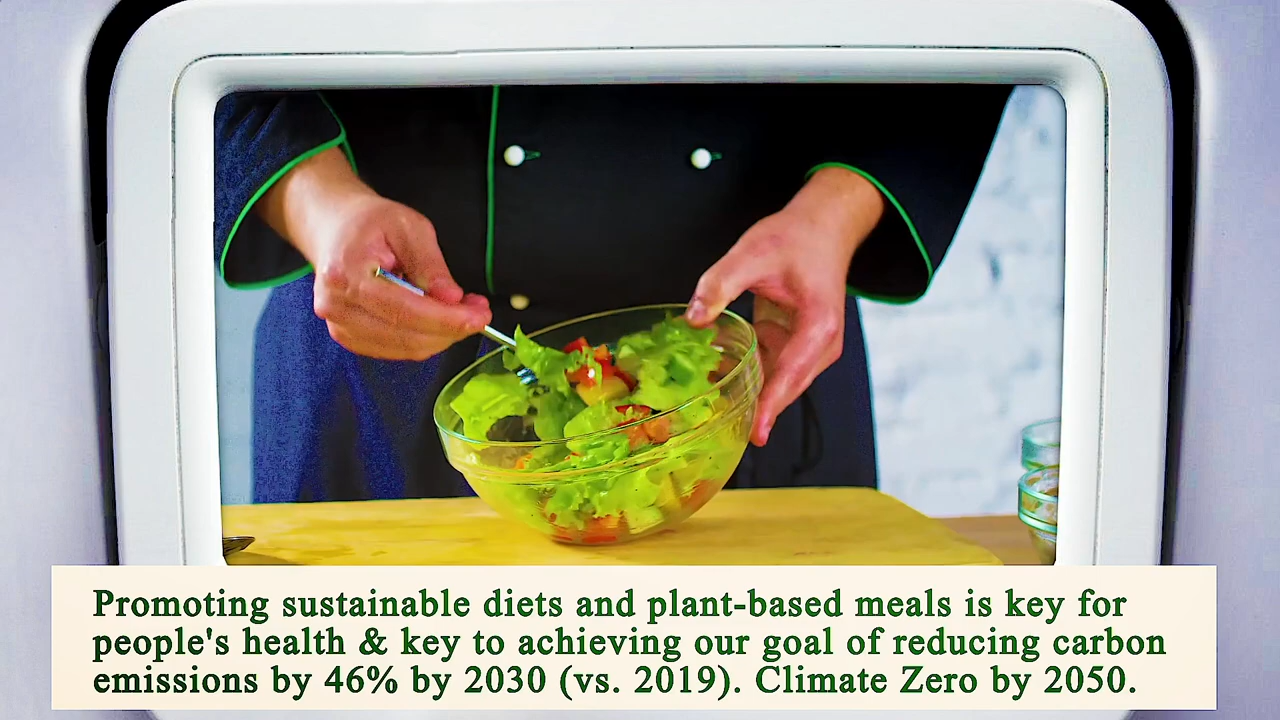 Promoting sustainable diets and plant-based meals is key for
people's health & key to achieving our goal of reducing carbon
emissions by 46% by 2030 (vs. 2019). Climate Zero by 2050.